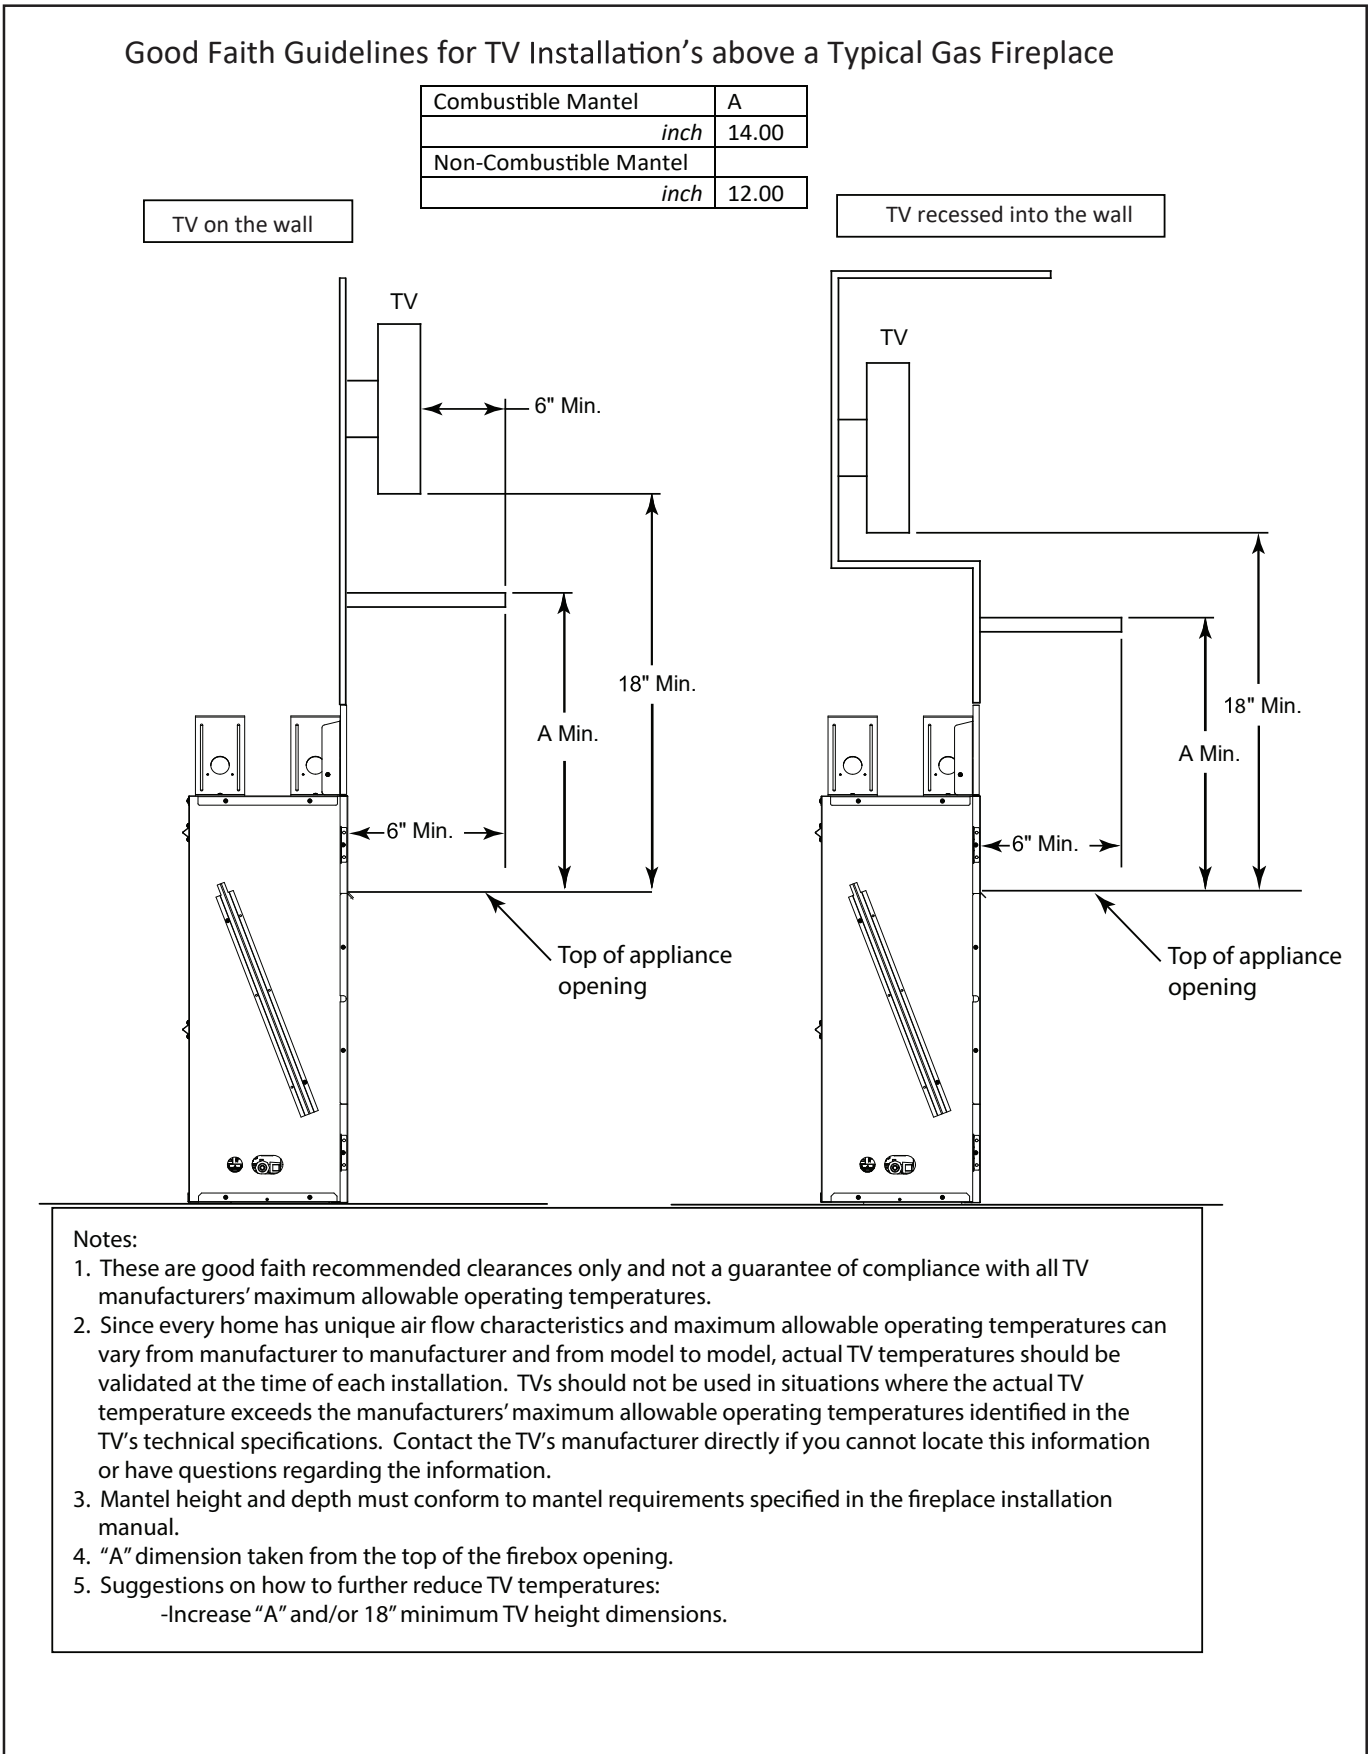 Good Faith Guidelines for TV Installation's above a Typical Gas Fireplace
Combustible Mantel A
inch 14.00
Non-Combustible Mantel
inch 12.00
TV on the wall
TV
6" Min.
18" Min.
A Min.
6" Min.
Top of appliance
opening
TV recessed into the wall
TV
18" Min.
A Min.
6" Min.
Top of appliance
opening
Notes:
1. These are good faith recommended clearances only and not a guarantee of compliance with all TV
manufacturers' maximum allowable operating temperatures.
2. Since every home has unique air flow characteristics and maximum allowable operating temperatures can
vary from manufacturer to manufacturer and from model to model, actual TV temperatures should be
validated at the time of each installation. TVs should not be used in situations where the actual TV
temperature exceeds the manufacturers' maximum allowable operating temperatures identified in the
TV's technical specifications. Contact the TV's manufacturer directly if you cannot locate this information
or have questions regarding the information.
3. Mantel height and depth must conform to mantel requirements specified in the fireplace installation
manual.
4. "A" dimension taken from the top of the firebox opening.
5. Suggestions on how to further reduce TV temperatures:
-Increase "A" and/or 18" minimum TV height dimensions.